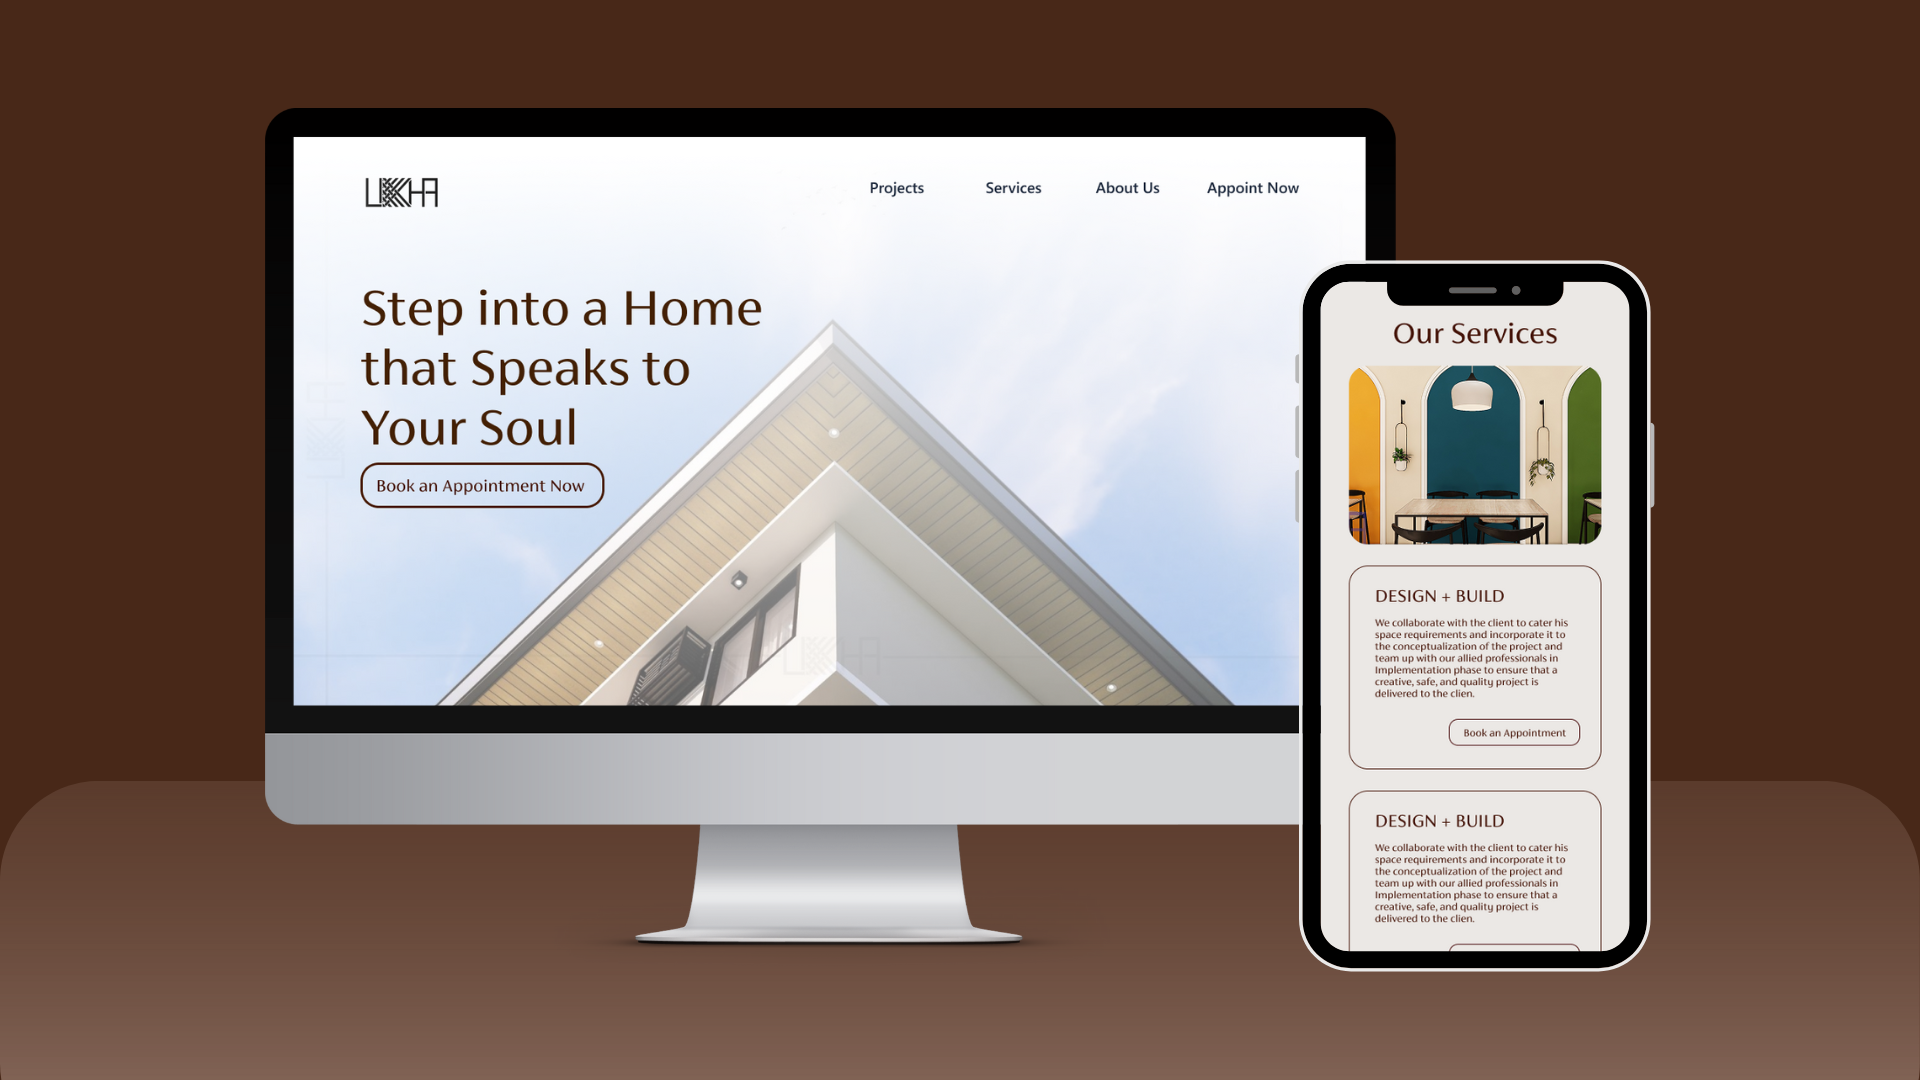 LIKHA
Projects
Services
About Us
Appoint Now
Step into a Home
that Speaks to
Your Soul
Book an Appointment Now
LIKHA
Our Services
DESIGN + BUILD
We collaborate with the client to cater his
space requirements and incorporate it to
the conceptualization of the project and
team up with our allied professionals in
Implementation phase to ensure that a
creative, safe, and quality project is
delivered to the clien.
Book an Appointment
DESIGN + BUILD
We collaborate with the client to cater his
space requirements and incorporate it to
the conceptualization of the project and
team up with our allied professionals in
Implementation phase to ensure that a
creative, safe, and quality project is
delivered to the clien.